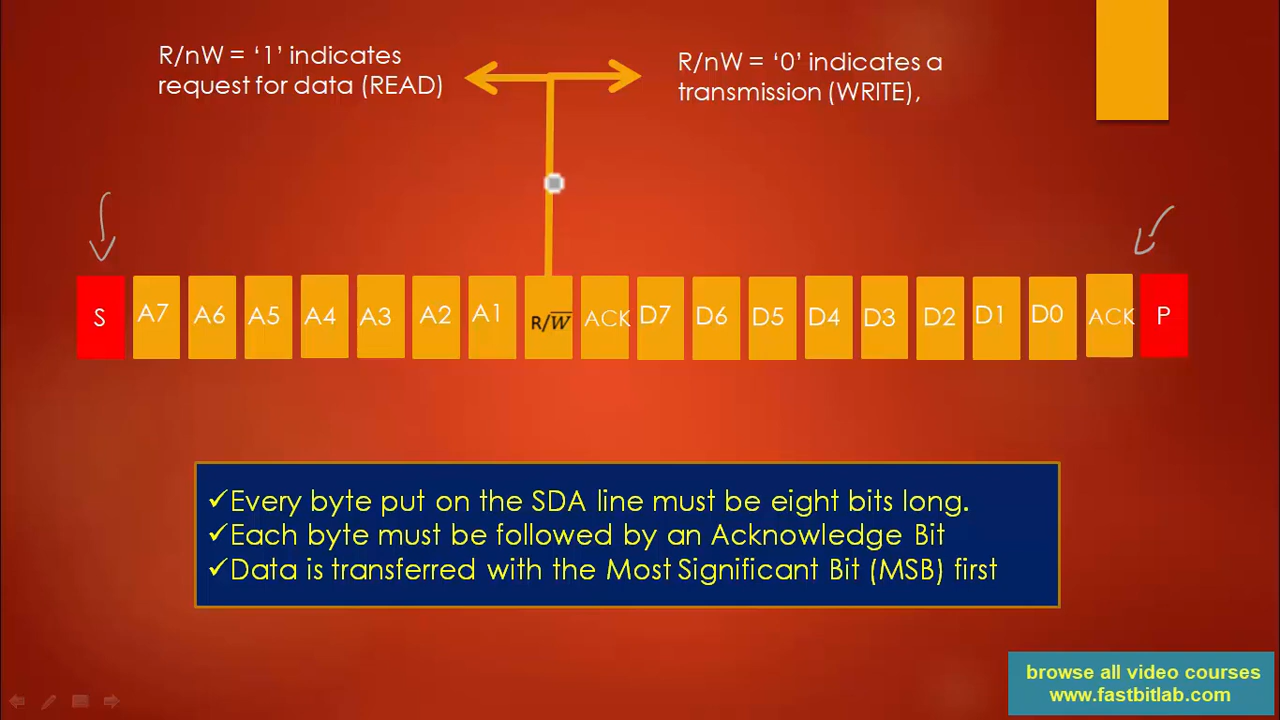 R/nW = ‘1’ indicates
request for data (READ)
R/nW = ‘0’ indicates a
transmission (WRITE),
S A7 A6 A5 A4 A3 A2 A1 R/W̅ ACK D7 D6 D5 D4 D3 D2 D1 D0 ACK P
✓Every byte put on the SDA line must be eight bits long.
✓Each byte must be followed by an Acknowledge Bit
✓Data is transferred with the Most Significant Bit (MSB) first
browse all video courses
www.fastbitlab.com